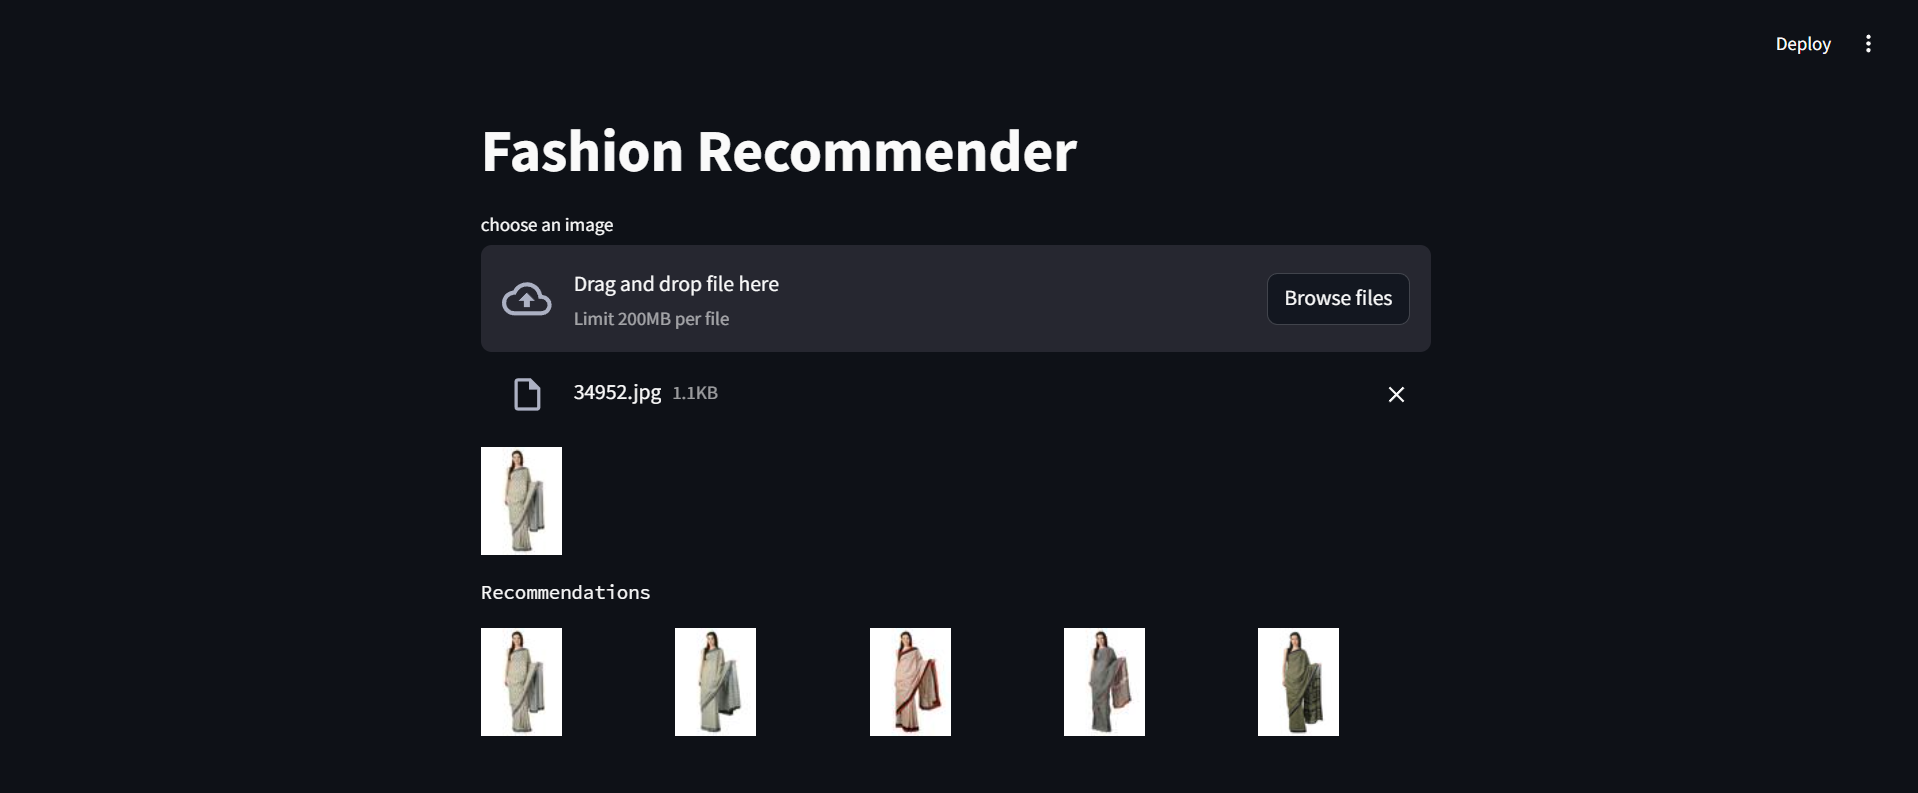 Deploy
Fashion Recommender
choose an image
Drag and drop file here
Limit 200MB per file
Browse files
34952.jpg 1.1KB
Recommendations